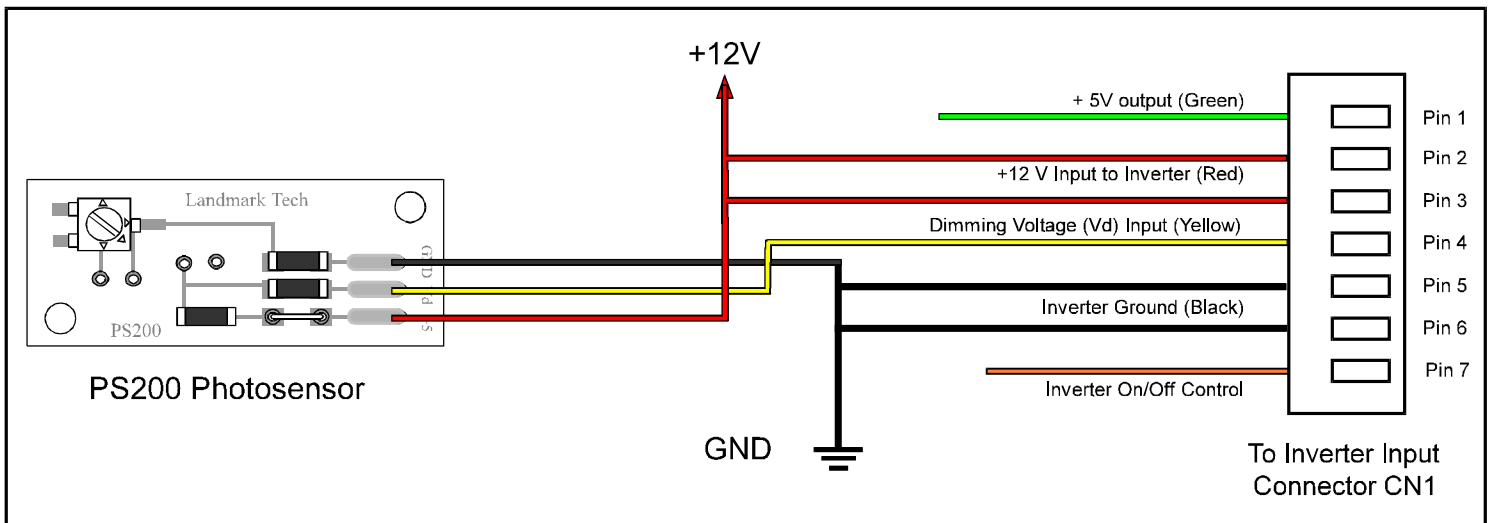 +12V
+ 5V output (Green)
Pin 1
Pin 2
+12 V Input to Inverter (Red)
Pin 3
Landmark Tech
Dimming Voltage (Vd) Input (Yellow)
Pin 4
Pin 5
Inverter Ground (Black)
PS200
Pin 6
PS200 Photosensor
Pin 7
Inverter On/Off Control
GND
To Inverter Input
Connector CN1